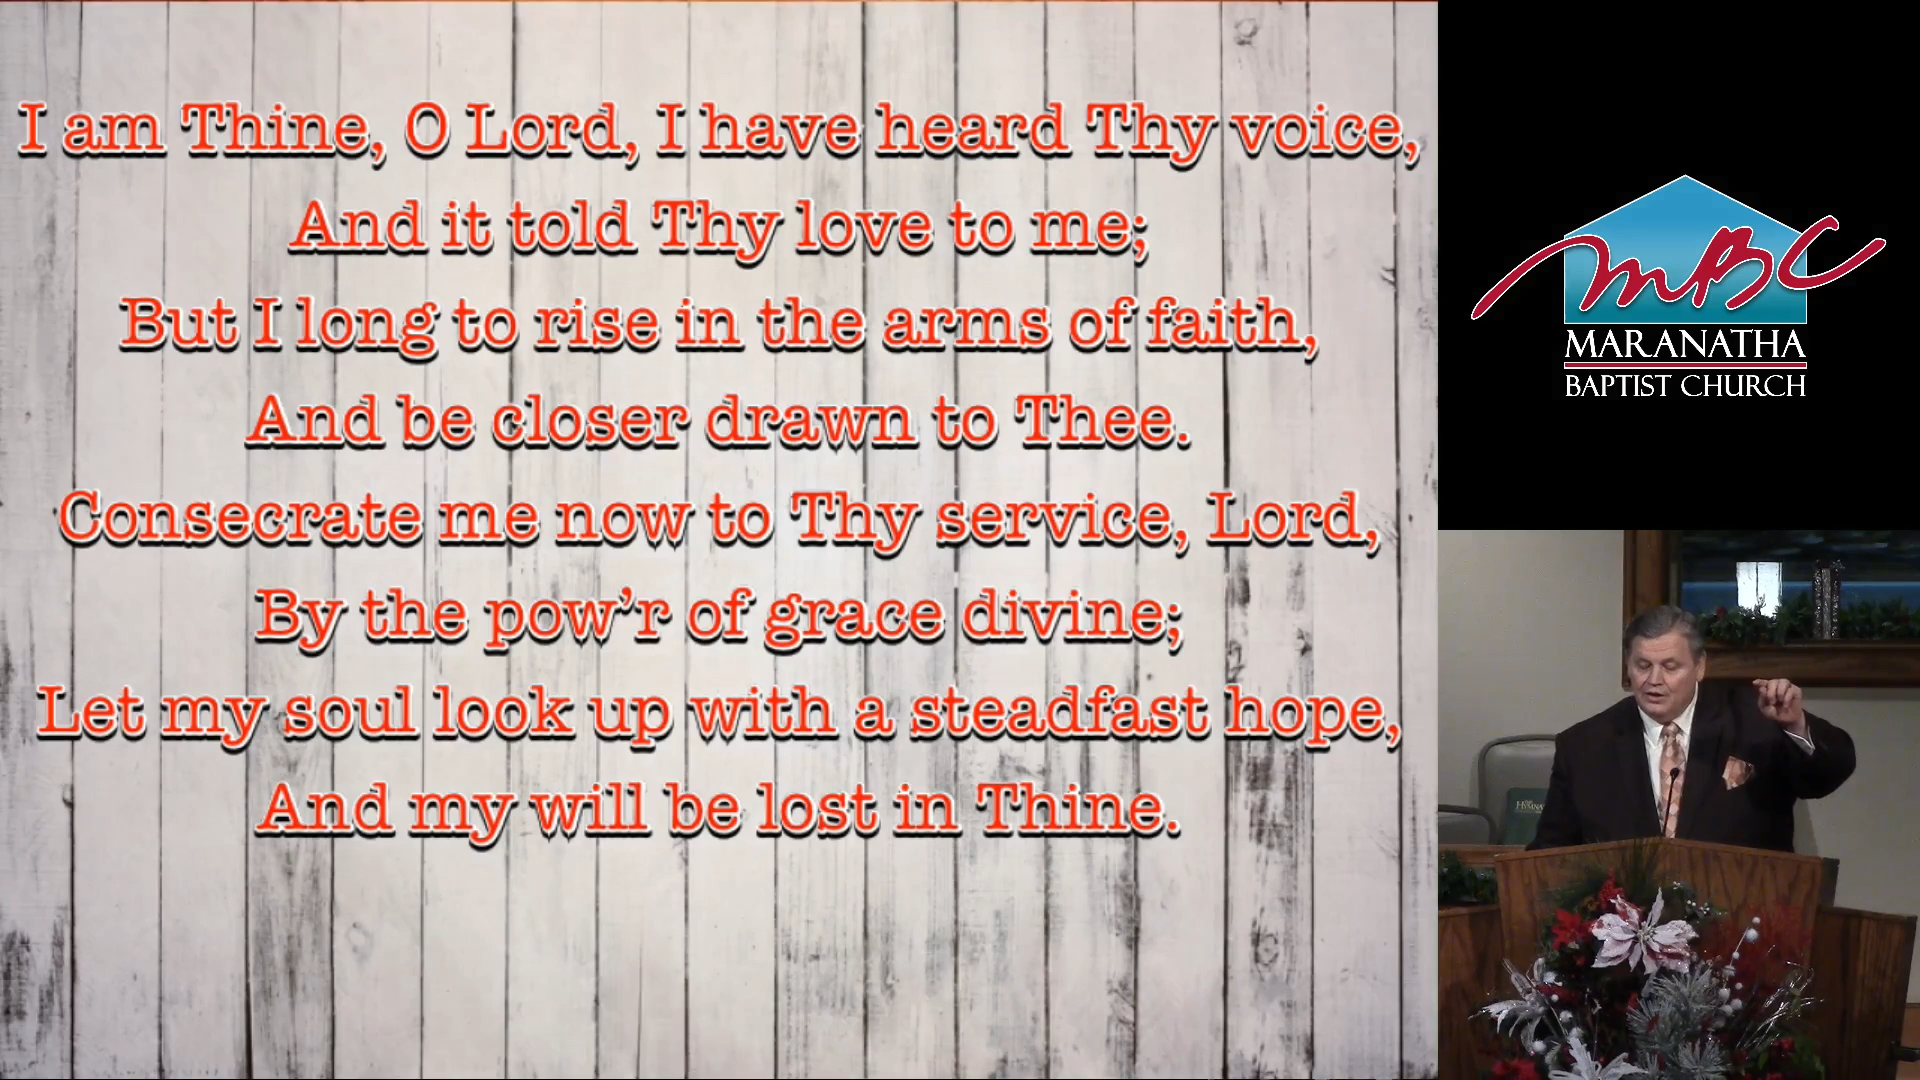 I am Thine, O Lord, I have heard Thy voice,
And it told Thy love to me;
But I long to rise in the arms of faith,
And be closer drawn to Thee.
Consecrate me now to Thy service, Lord,
By the pow’r of grace divine;
Let my soul look up with a steadfast hope,
And my will be lost in Thine.
MBC
MARANATHA
BAPTIST CHURCH